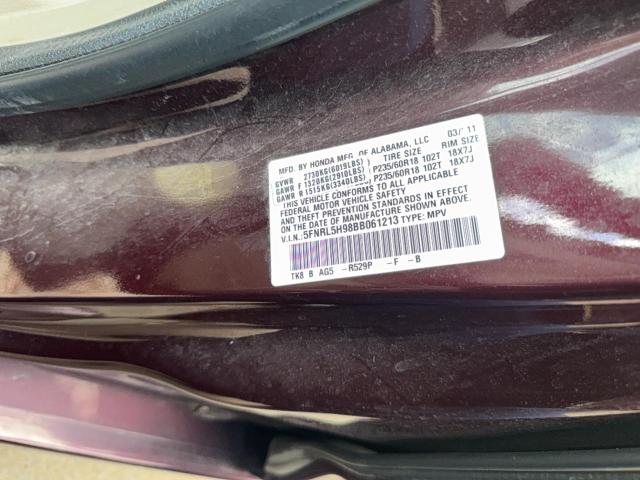 MFD. BY HONDA MFG. OF ALABAMA, LLC 03/'11
GVWR 2730KG(6019LBS) TIRE SIZE RIM SIZE
GAWR F 1320KG(2910LBS) P235/60R18 102T 18X7J
GAWR R 1515KG(3340LBS) P235/60R18 102T 18X7J
THIS VEHICLE CONFORMS TO ALL APPLICABLE
FEDERAL MOTOR VEHICLE SAFETY
AND THEFT PREVENTION STANDARDS IN EFFECT
ON THE DATE OF MANUFACTURE SHOWN ABOVE.
V.I.N.: 5FNRL5H98BB061213 TYPE: MPV
TK8 B AG5 -R529P -F -B